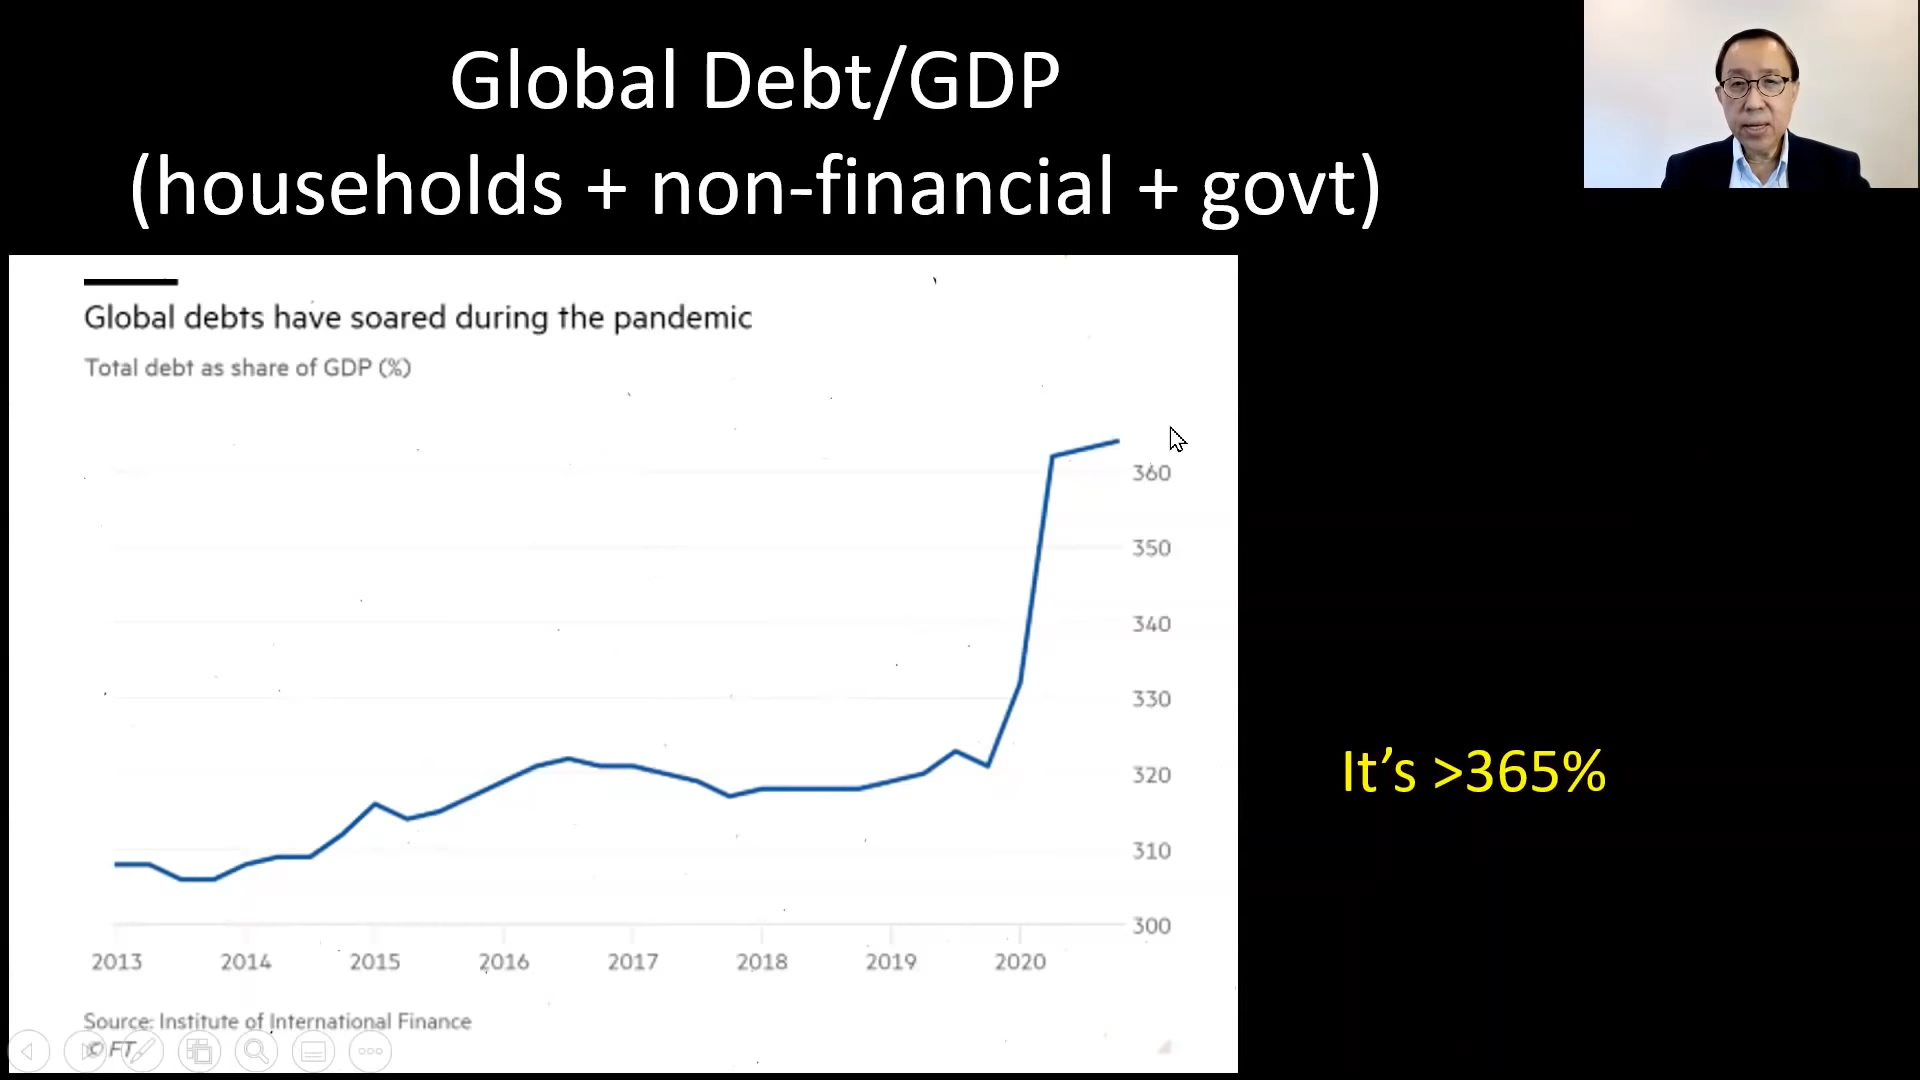 Global Debt/GDP
(households + non-financial + govt)
Global debts have soared during the pandemic
Total debt as share of GDP (%)
360
350
340
330
320
310
300
2013 2014 2015 2016 2017 2018 2019 2020
Source: Institute of International Finance
© FT
It’s >365%